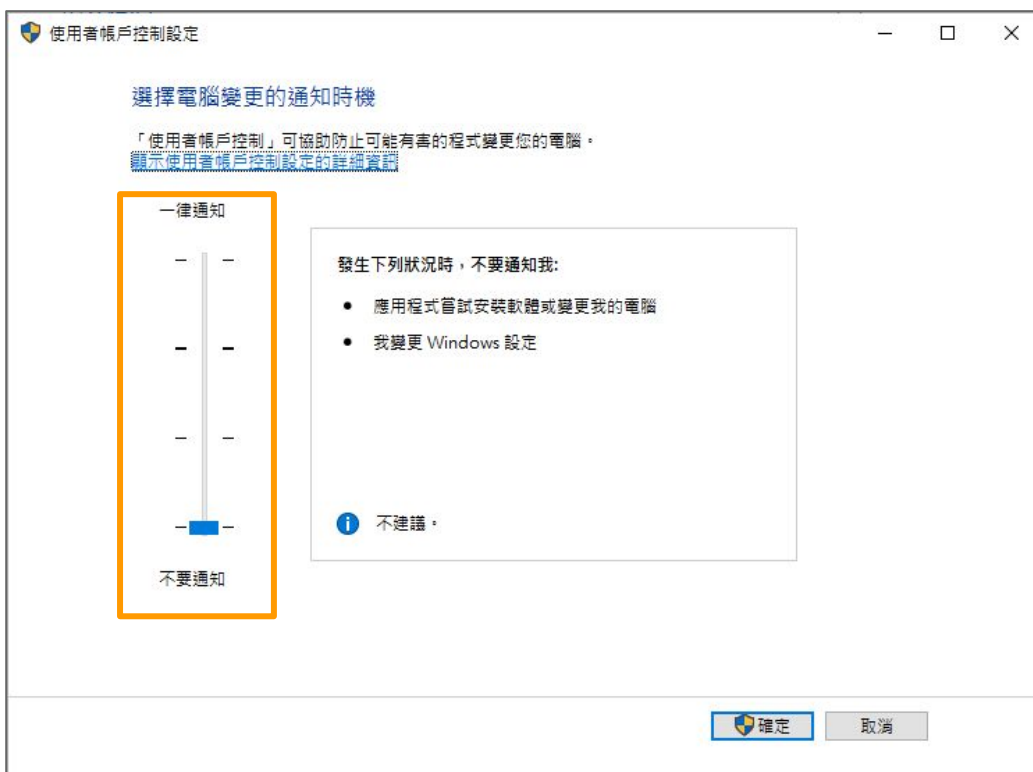 使用者帳戶控制設定
選擇電腦變更的通知時機
「使用者帳戶控制」可協助防止可能有害的程式變更您的電腦。
顯示使用者帳戶控制設定的詳細資訊
一律通知
發生下列狀況時，不要通知我:
• 應用程式嘗試安裝軟體或變更我的電腦
• 我變更 Windows 設定
不建議。
不要通知
確定
取消